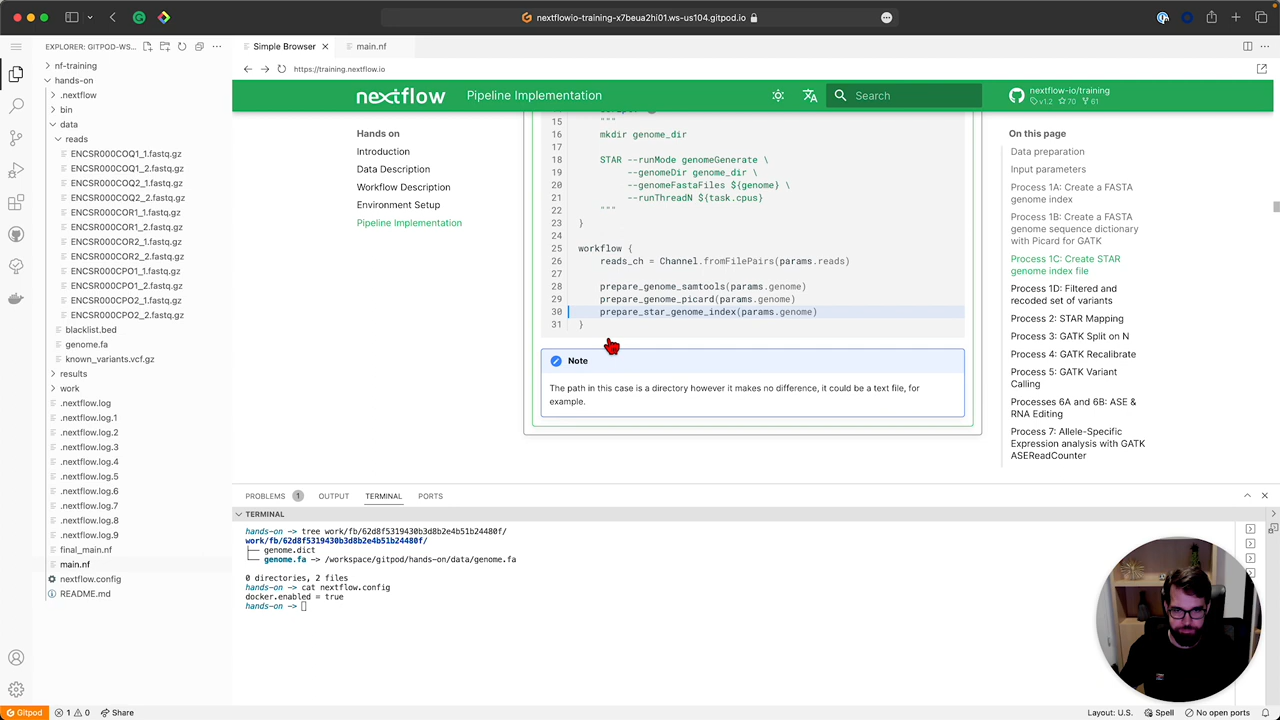 nextflowio-training-x7beua2hi01.ws-us104.gitpod.io
EXPLORER: GITPOD-WS...
Simple Browser
main.nf
https://training.nextflow.io
nf-training
hands-on
.nextflow
bin
data
reads
ENCSR000COQ1_1.fastq.gz
ENCSR000COQ1_2.fastq.gz
ENCSR000COQ2_1.fastq.gz
ENCSR000COQ2_2.fastq.gz
ENCSR000COR1_1.fastq.gz
ENCSR000COR1_2.fastq.gz
ENCSR000COR2_1.fastq.gz
ENCSR000COR2_2.fastq.gz
ENCSR000CPO1_1.fastq.gz
ENCSR000CPO1_2.fastq.gz
ENCSR000CPO2_1.fastq.gz
ENCSR000CPO2_2.fastq.gz
blacklist.bed
genome.fa
known_variants.vcf.gz
results
work
.nextflow.log
.nextflow.log.1
.nextflow.log.2
.nextflow.log.3
.nextflow.log.4
.nextflow.log.5
.nextflow.log.6
.nextflow.log.7
.nextflow.log.8
.nextflow.log.9
final_main.nf
main.nf
nextflow.config
README.md
nextflow
Pipeline Implementation
Search
nextflow-io/training
v1.2 70 61
Hands on
Introduction
Data Description
Workflow Description
Environment Setup
Pipeline Implementation
15 """
16 mkdir genome_dir
17
18 STAR --runMode genomeGenerate \
19 --genomeDir genome_dir \
20 --genomeFastaFiles ${genome} \
21 --runThreadN ${task.cpus}
22 """
23 }
24
25 workflow {
26 reads_ch = Channel.fromFilePairs(params.reads)
27
28 prepare_genome_samtools(params.genome)
29 prepare_genome_picard(params.genome)
30 prepare_star_genome_index(params.genome)
31 }
Note
The path in this case is a directory however it makes no difference, it could be a text file, for
example.
On this page
Data preparation
Input parameters
Process 1A: Create a FASTA
genome index
Process 1B: Create a FASTA
genome sequence dictionary
with Picard for GATK
Process 1C: Create STAR
genome index file
Process 1D: Filtered and
recoded set of variants
Process 2: STAR Mapping
Process 3: GATK Split on N
Process 4: GATK Recalibrate
Process 5: GATK Variant
Calling
Processes 6A and 6B: ASE &
RNA Editing
Process 7: Allele-Specific
Expression analysis with GATK
ASEReadCounter
PROBLEMS 1 OUTPUT TERMINAL PORTS
TERMINAL
hands-on -> tree work/fb/62d8f5319430b3d8b2e4b51b24480f/
work/fb/62d8f5319430b3d8b2e4b51b24480f/
├── genome.dict
└── genome.fa -> /workspace/gitpod/hands-on/data/genome.fa
0 directories, 2 files
hands-on -> cat nextflow.config
docker.enabled = true
hands-on ->
Gitpod
1 0
Share
Layout: U.S.
Spell
No open ports